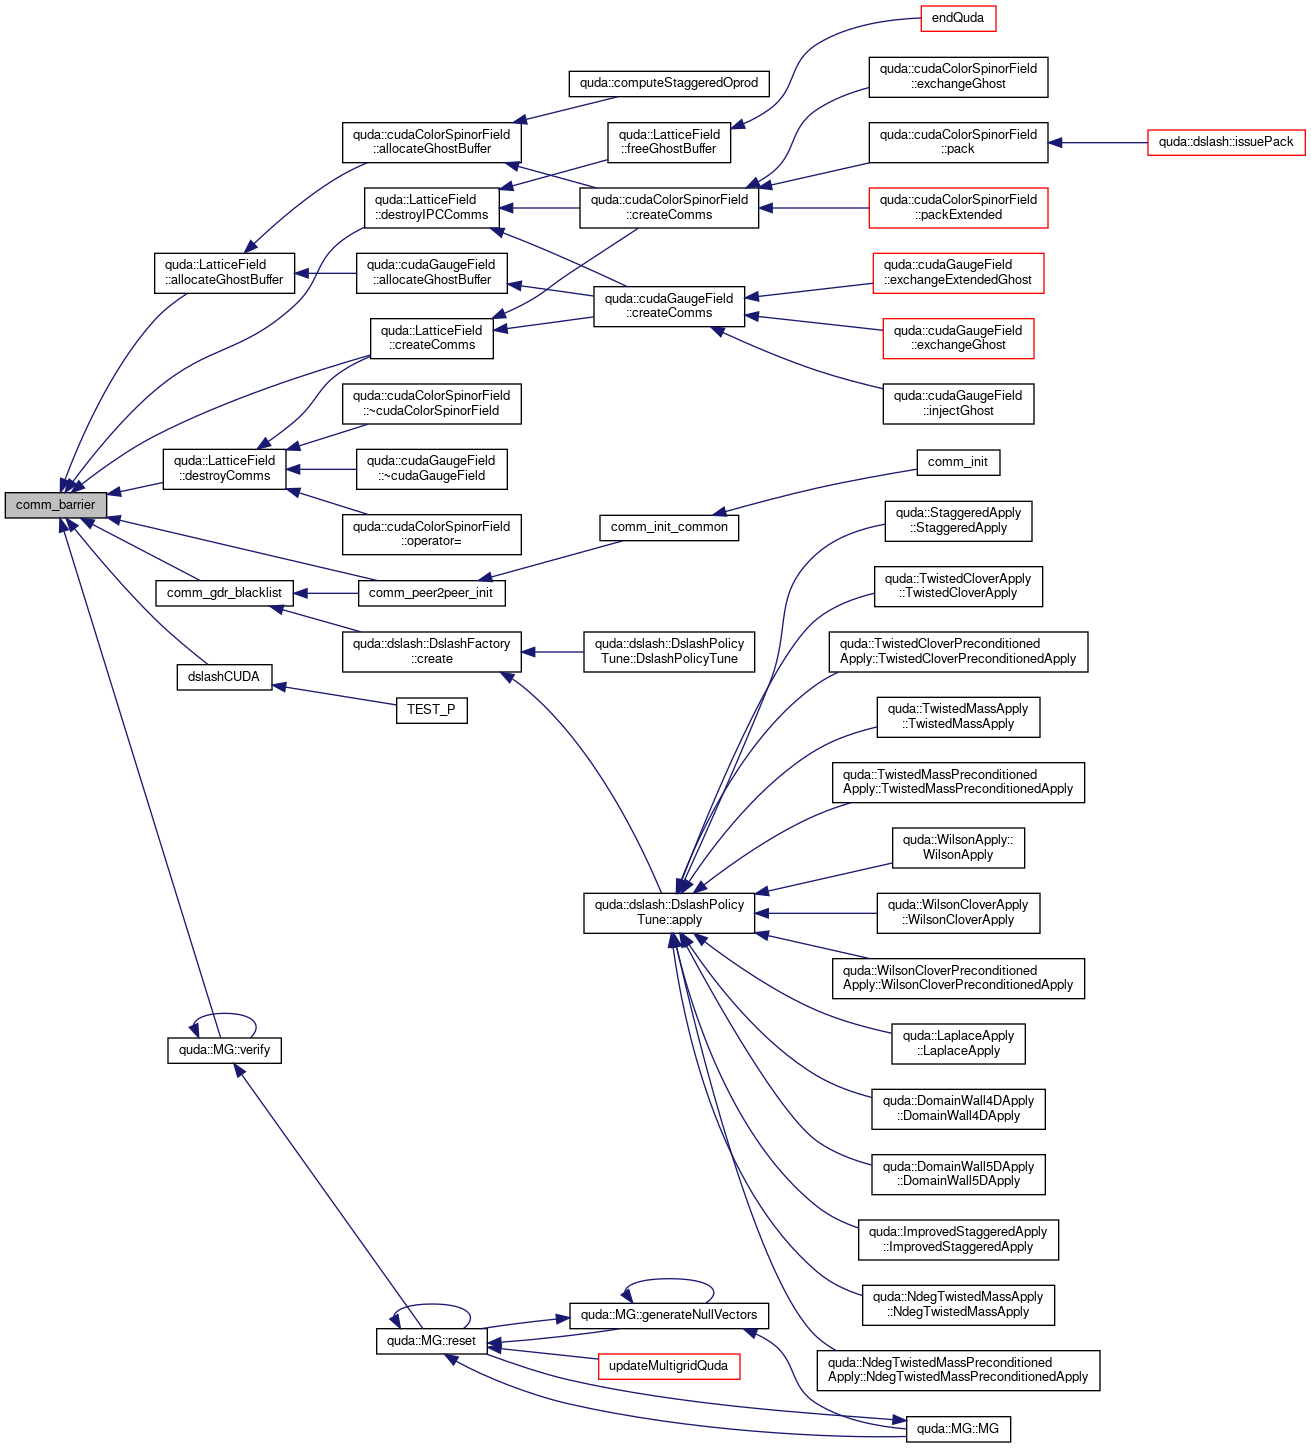 endQuda
quda::cudaColorSpinorField
::exchangeGhost
quda::computeStaggeredOprod
quda::cudaColorSpinorField
::allocateGhostBuffer
quda::LatticeField
::freeGhostBuffer
quda::cudaColorSpinorField
::pack
quda::dslash::issuePack
quda::LatticeField
::destroyIPCComms
quda::cudaColorSpinorField
::createComms
quda::cudaColorSpinorField
::packExtended
quda::LatticeField
::allocateGhostBuffer
quda::cudaGaugeField
::allocateGhostBuffer
quda::cudaGaugeField
::exchangeExtendedGhost
quda::cudaGaugeField
::createComms
quda::LatticeField
::createComms
quda::cudaGaugeField
::exchangeGhost
quda::cudaColorSpinorField
::~cudaColorSpinorField
quda::cudaGaugeField
::injectGhost
quda::LatticeField
::destroyComms
quda::cudaGaugeField
::~cudaGaugeField
comm_init
comm_barrier
quda::cudaColorSpinorField
::operator=
comm_init_common
quda::StaggeredApply
::StaggeredApply
comm_gdr_blacklist
comm_peer2peer_init
quda::TwistedCloverApply
::TwistedCloverApply
quda::dslash::DslashFactory
::create
quda::dslash::DslashPolicy
Tune::DslashPolicyTune
quda::TwistedCloverPreconditioned
Apply::TwistedCloverPreconditionedApply
dslashCUDA
TEST_P
quda::TwistedMassApply
::TwistedMassApply
quda::TwistedMassPreconditioned
Apply::TwistedMassPreconditionedApply
quda::WilsonApply::
WilsonApply
quda::dslash::DslashPolicy
Tune::apply
quda::WilsonCloverApply
::WilsonCloverApply
quda::WilsonCloverPreconditioned
Apply::WilsonCloverPreconditionedApply
quda::MG::verify
quda::LaplaceApply
::LaplaceApply
quda::DomainWall4DApply
::DomainWall4DApply
quda::DomainWall5DApply
::DomainWall5DApply
quda::ImprovedStaggeredApply
::ImprovedStaggeredApply
quda::NdegTwistedMassApply
::NdegTwistedMassApply
quda::MG::generateNullVectors
quda::MG::reset
updateMultigridQuda
quda::NdegTwistedMassPreconditioned
Apply::NdegTwistedMassPreconditionedApply
quda::MG::MG